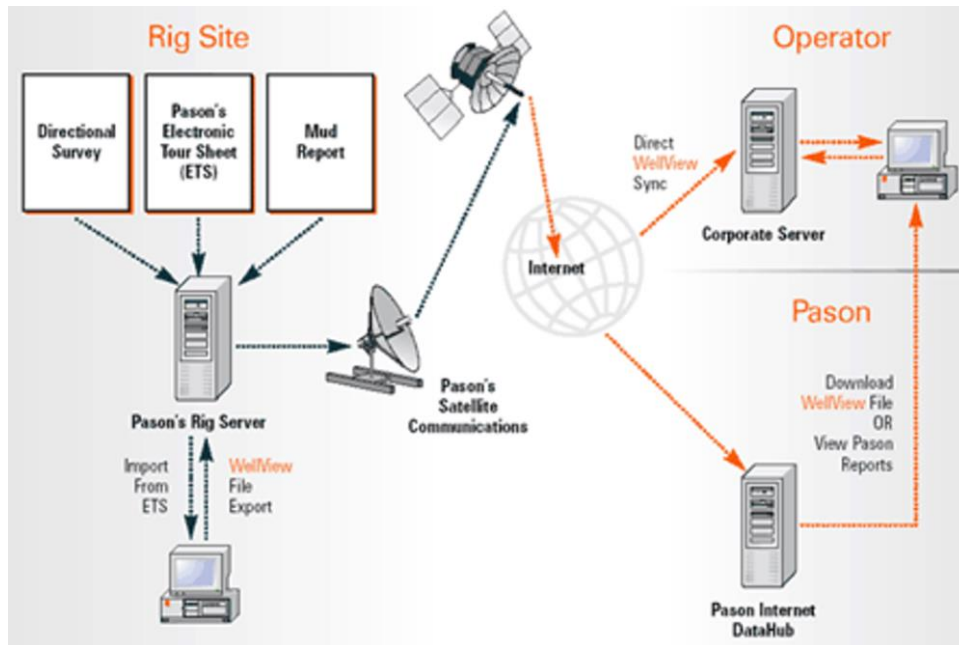 Rig Site
Directional
Survey
Pason's
Electronic
Tour Sheet
(ETS)
Mud
Report
Pason's Rig Server
Import
From
ETS
WellView
File
Export
Pason's
Satellite
Communications
Internet
Direct
WellView
Sync
Operator
Corporate Server
Pason
Download
WellView File
OR
View Pason
Reports
Pason Internet
DataHub